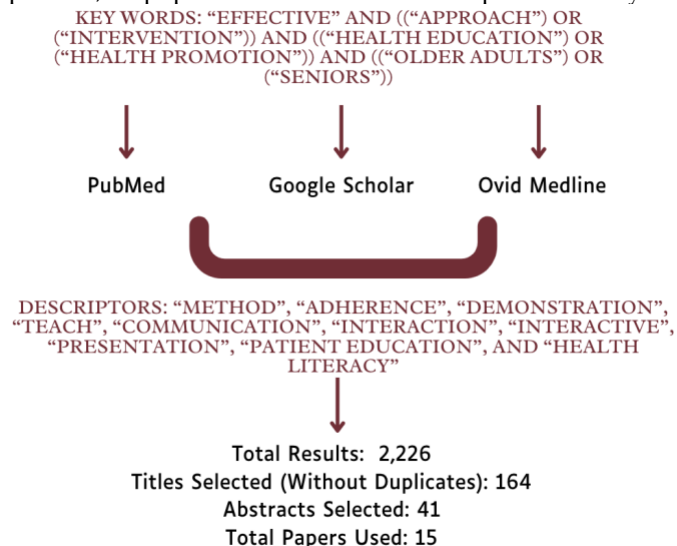 KEY WORDS: “EFFECTIVE” AND ((“APPROACH”) OR
(“INTERVENTION”)) AND ((“HEALTH EDUCATION”) OR
(“HEALTH PROMOTION”)) AND ((“OLDER ADULTS”) OR
(“SENIORS”))
PubMed
Google Scholar
Ovid Medline
DESCRIPTORS: “METHOD”, “ADHERENCE”, “DEMONSTRATION”,
“TEACH”, “COMMUNICATION”, “INTERACTION”, “INTERACTIVE”,
“PRESENTATION”, “PATIENT EDUCATION”, AND “HEALTH
LITERACY”
Total Results: 2,226
Titles Selected (Without Duplicates): 164
Abstracts Selected: 41
Total Papers Used: 15